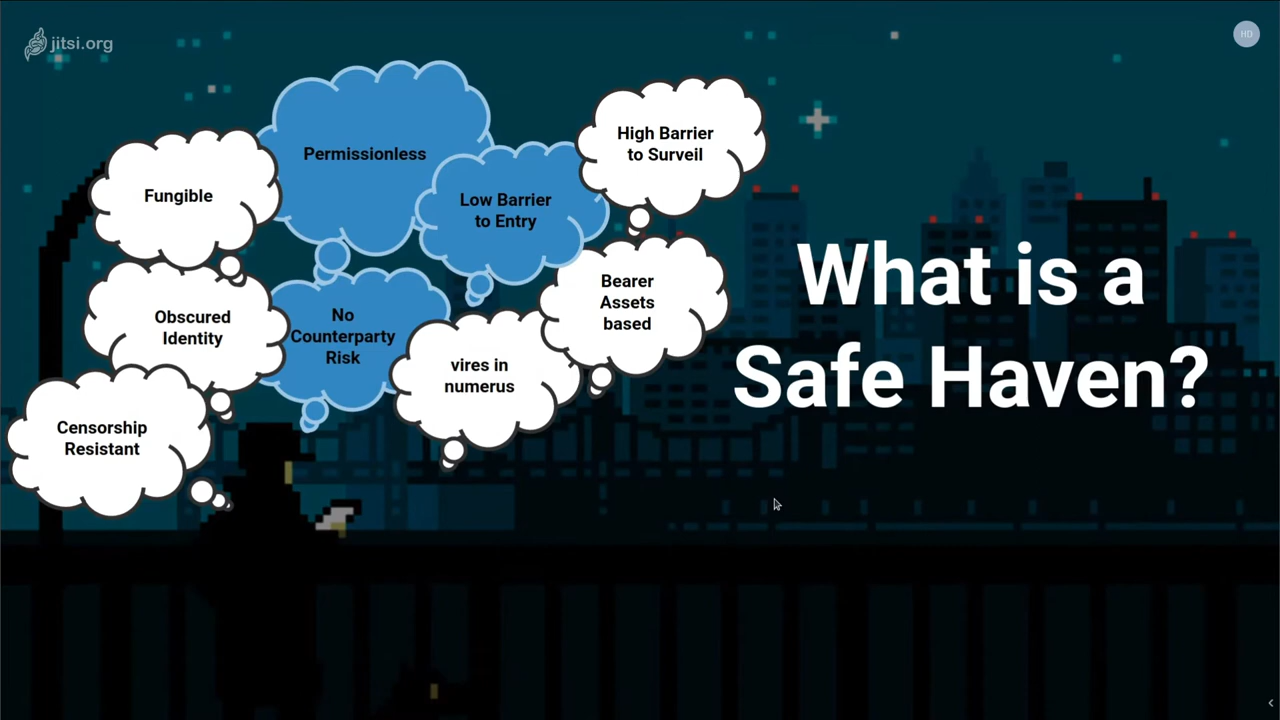 jitsi.org
HD
Permissionless
High Barrier
to Surveil
Fungible
Low Barrier
to Entry
What is a
Safe Haven?
Bearer
Assets
based
Obscured
Identity
No
Counterparty
Risk
vires in
numerus
Censorship
Resistant